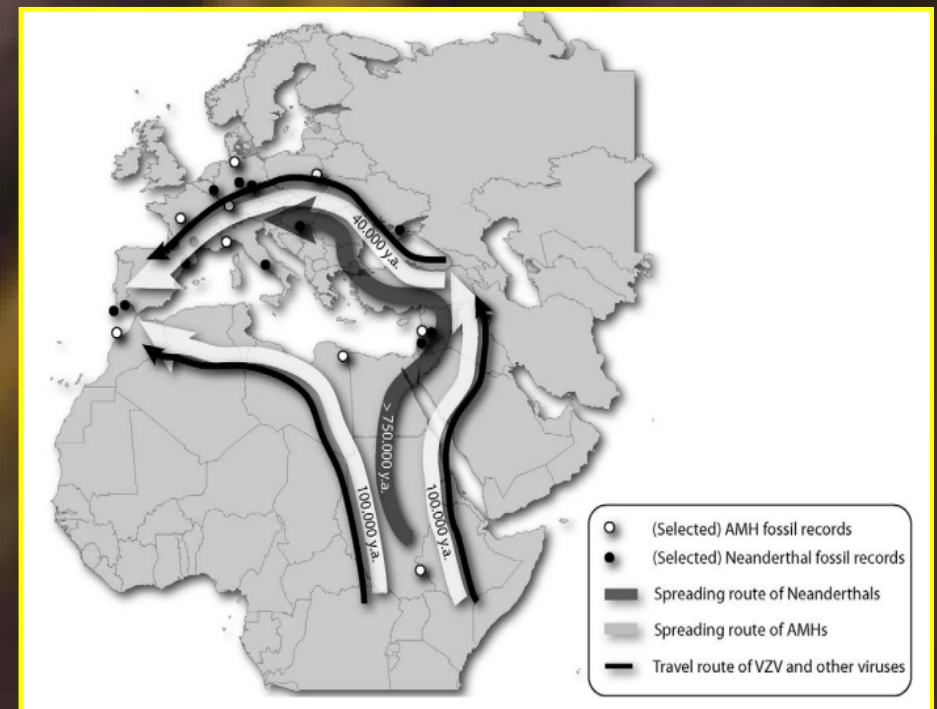 40.000 y.a.
> 750.000 y.a.
100.000 y.a.
100.000 y.a.
(Selected) AMH fossil records
(Selected) Neanderthal fossil records
Spreading route of Neanderthals
Spreading route of AMHs
Travel route of VZV and other viruses